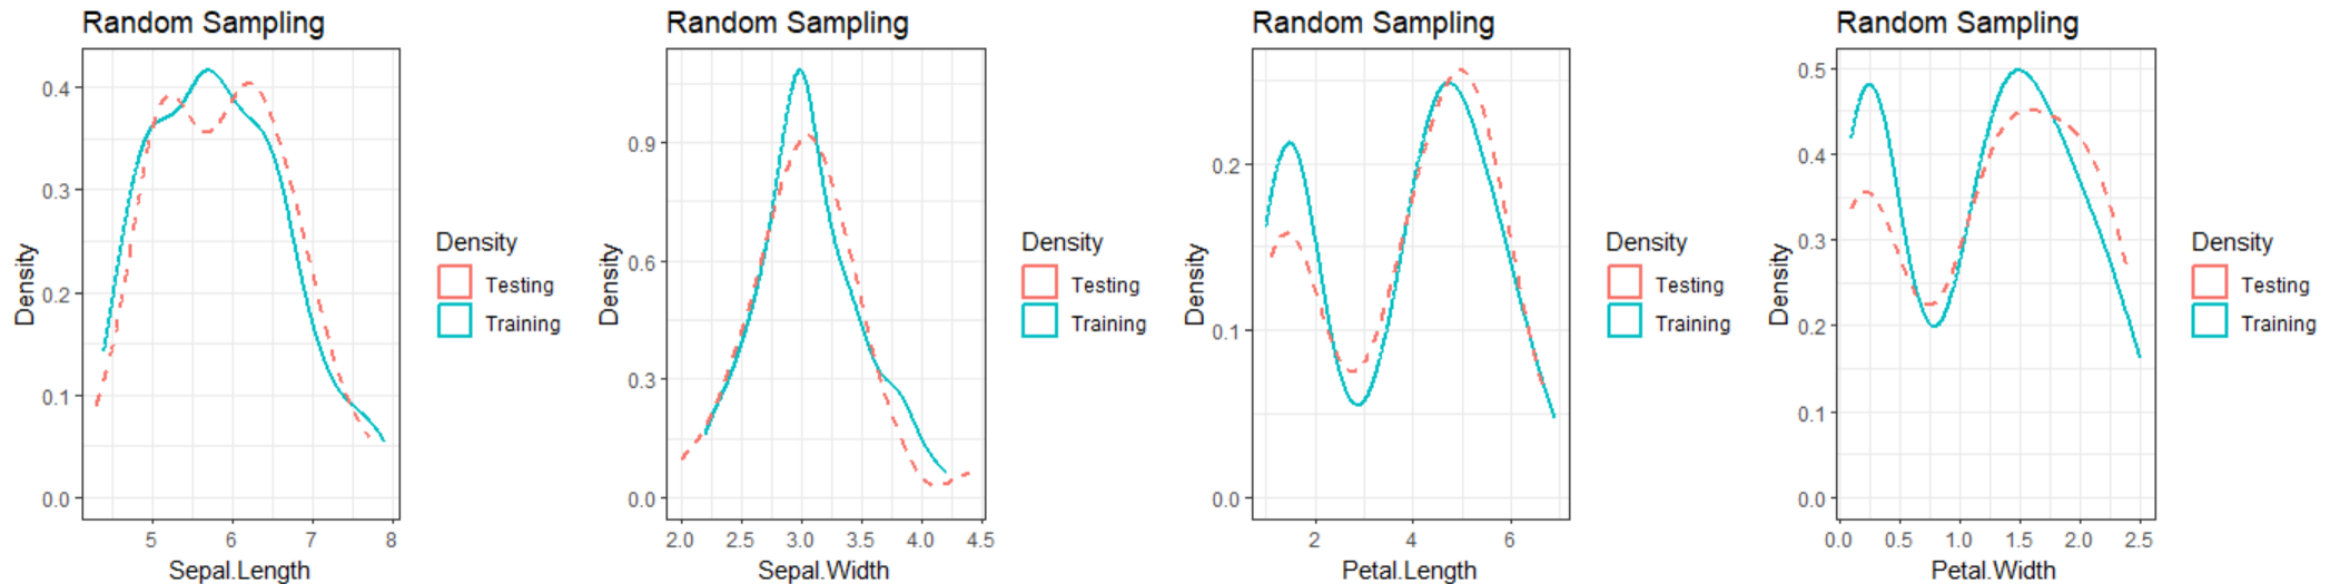 Random Sampling
Density
0.4
0.3
0.2
0.1
0.0
5 6 7 8
Sepal.Length
Density
Testing
Training
Random Sampling
Density
0.9
0.6
0.3
0.0
2.0 2.5 3.0 3.5 4.0 4.5
Sepal.Width
Density
Testing
Training
Random Sampling
Density
0.2
0.1
0.0
2 4 6
Petal.Length
Density
Testing
Training
Random Sampling
Density
0.5
0.4
0.3
0.2
0.1
0.0
0.0 0.5 1.0 1.5 2.0 2.5
Petal.Width
Density
Testing
Training